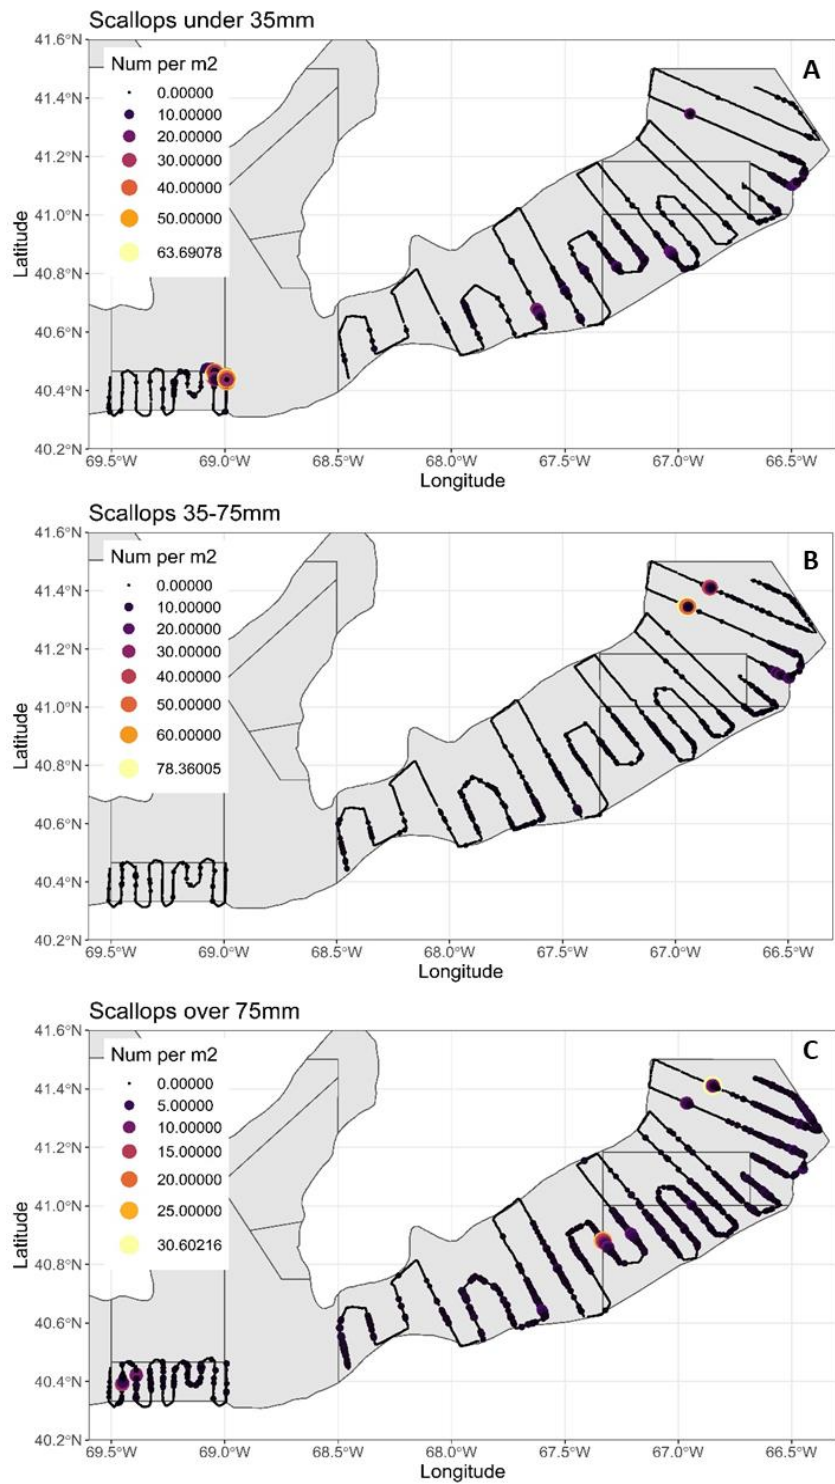 Scallops under 35mm
A
Num per m2
0.00000
10.00000
20.00000
30.00000
40.00000
50.00000
63.69078
41.6°N
41.4°N
41.2°N
41.0°N
40.8°N
40.6°N
40.4°N
40.2°N
Latitude
69.5°W 69.0°W 68.5°W 68.0°W 67.5°W 67.0°W 66.5°W
Longitude
Scallops 35-75mm
B
Num per m2
0.00000
10.00000
20.00000
30.00000
40.00000
50.00000
60.00000
78.36005
41.6°N
41.4°N
41.2°N
41.0°N
40.8°N
40.6°N
40.4°N
40.2°N
Latitude
69.5°W 69.0°W 68.5°W 68.0°W 67.5°W 67.0°W 66.5°W
Longitude
Scallops over 75mm
C
Num per m2
0.00000
5.00000
10.00000
15.00000
20.00000
25.00000
30.60216
41.6°N
41.4°N
41.2°N
41.0°N
40.8°N
40.6°N
40.4°N
40.2°N
Latitude
69.5°W 69.0°W 68.5°W 68.0°W 67.5°W 67.0°W 66.5°W
Longitude